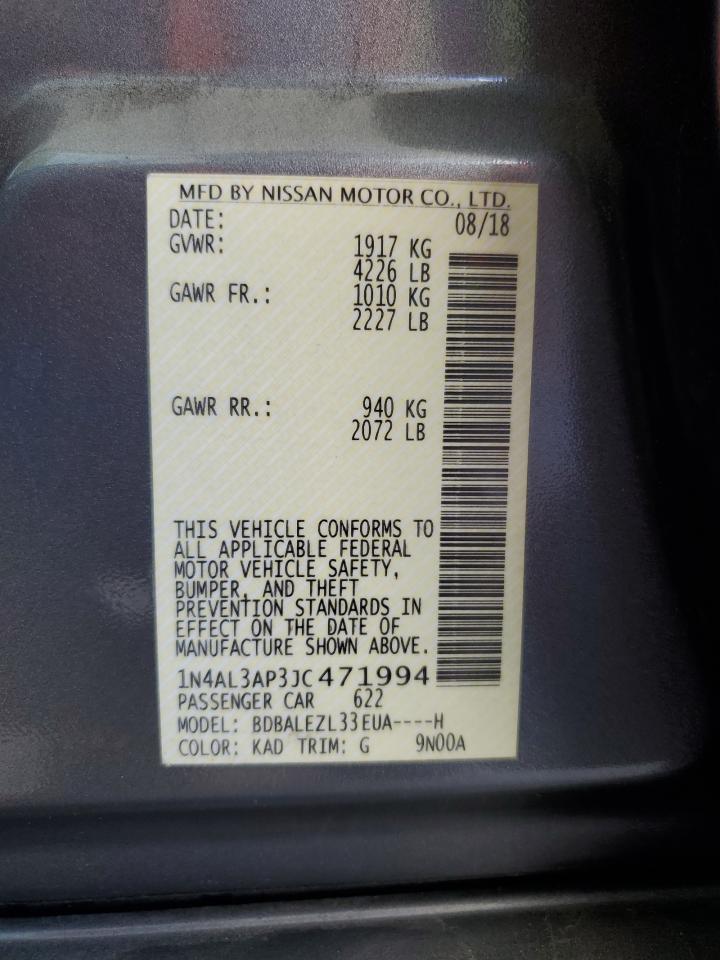 MFD BY NISSAN MOTOR CO., LTD.
DATE: 08/18
GVWR: 1917 KG
4226 LB
GAWR FR.: 1010 KG
2227 LB
GAWR RR.: 940 KG
2072 LB
THIS VEHICLE CONFORMS TO
ALL APPLICABLE FEDERAL
MOTOR VEHICLE SAFETY,
BUMPER, AND THEFT
PREVENTION STANDARDS IN
EFFECT ON THE DATE OF
MANUFACTURE SHOWN ABOVE.
1N4AL3AP3JC471994
PASSENGER CAR 622
MODEL: BDBALEZL33EUA----H
COLOR: KAD TRIM: G 9N00A